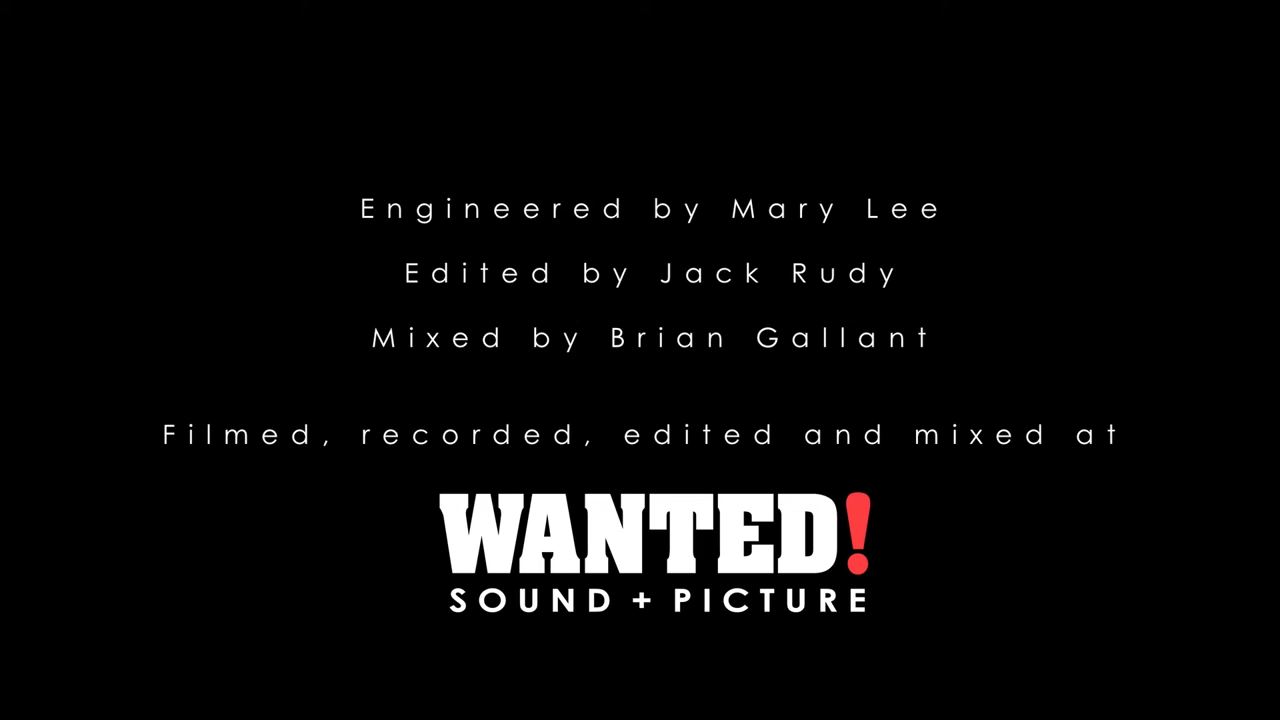 Engineered by Mary Lee
Edited by Jack Rudy
Mixed by Brian Gallant
Filmed, recorded, edited and mixed at
WANTED!
SOUND + PICTURE